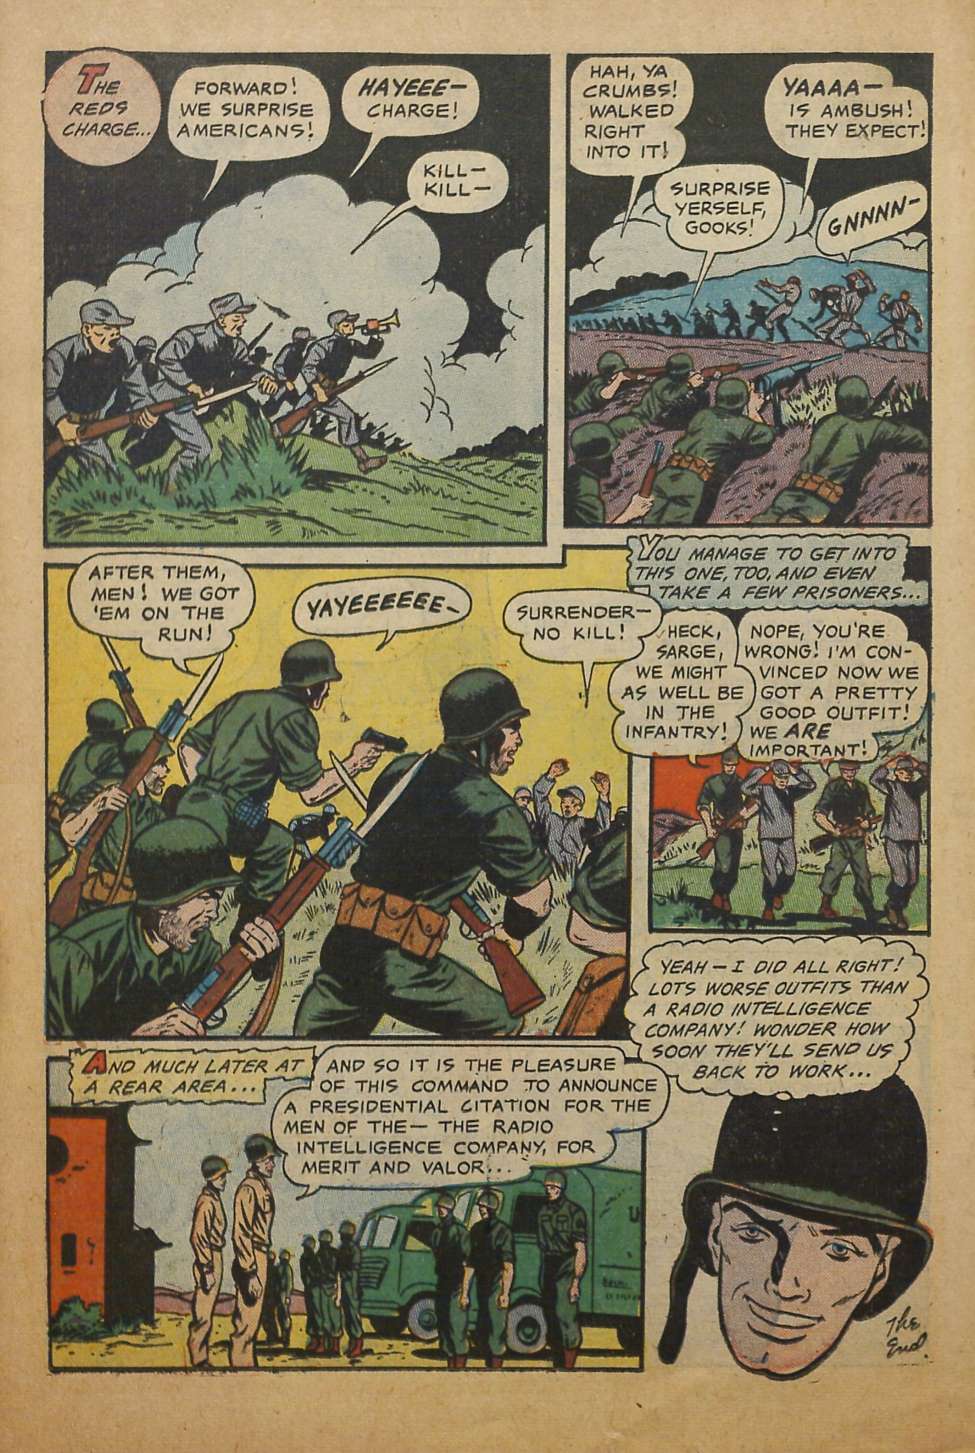 THE
REDS
CHARGE...
FORWARD!
WE SURPRISE
AMERICANS!
HAYEEE—
CHARGE!
KILL—
KILL—
HAH, YA
CRUMBS!
WALKED
RIGHT
INTO IT!
YAAAA—
IS AMBUSH!
THEY EXPECT!
SURPRISE
YERSELF,
GOOKS!
GNNNN—
AFTER THEM,
MEN! WE GOT
'EM ON THE
RUN!
YAYEEEEEEE—
SURRENDER—
NO KILL!
YOU MANAGE TO GET INTO
THIS ONE, TOO, AND EVEN
TAKE A FEW PRISONERS...
HECK,
SARGE,
WE MIGHT
AS WELL BE
IN THE
INFANTRY!
NOPE, YOU'RE
WRONG! I'M CON-
VINCED NOW WE
GOT A PRETTY
GOOD OUTFIT!
WE ARE
IMPORTANT!
AND MUCH LATER AT
A REAR AREA...
AND SO IT IS THE PLEASURE
OF THIS COMMAND TO ANNOUNCE
A PRESIDENTIAL CITATION FOR THE
MEN OF THE— THE RADIO
INTELLIGENCE COMPANY, FOR
MERIT AND VALOR...
U
YEAH — I DID ALL RIGHT!
LOTS WORSE OUTFITS THAN
A RADIO INTELLIGENCE
COMPANY! WONDER HOW
SOON THEY'LL SEND US
BACK TO WORK...
The
End.